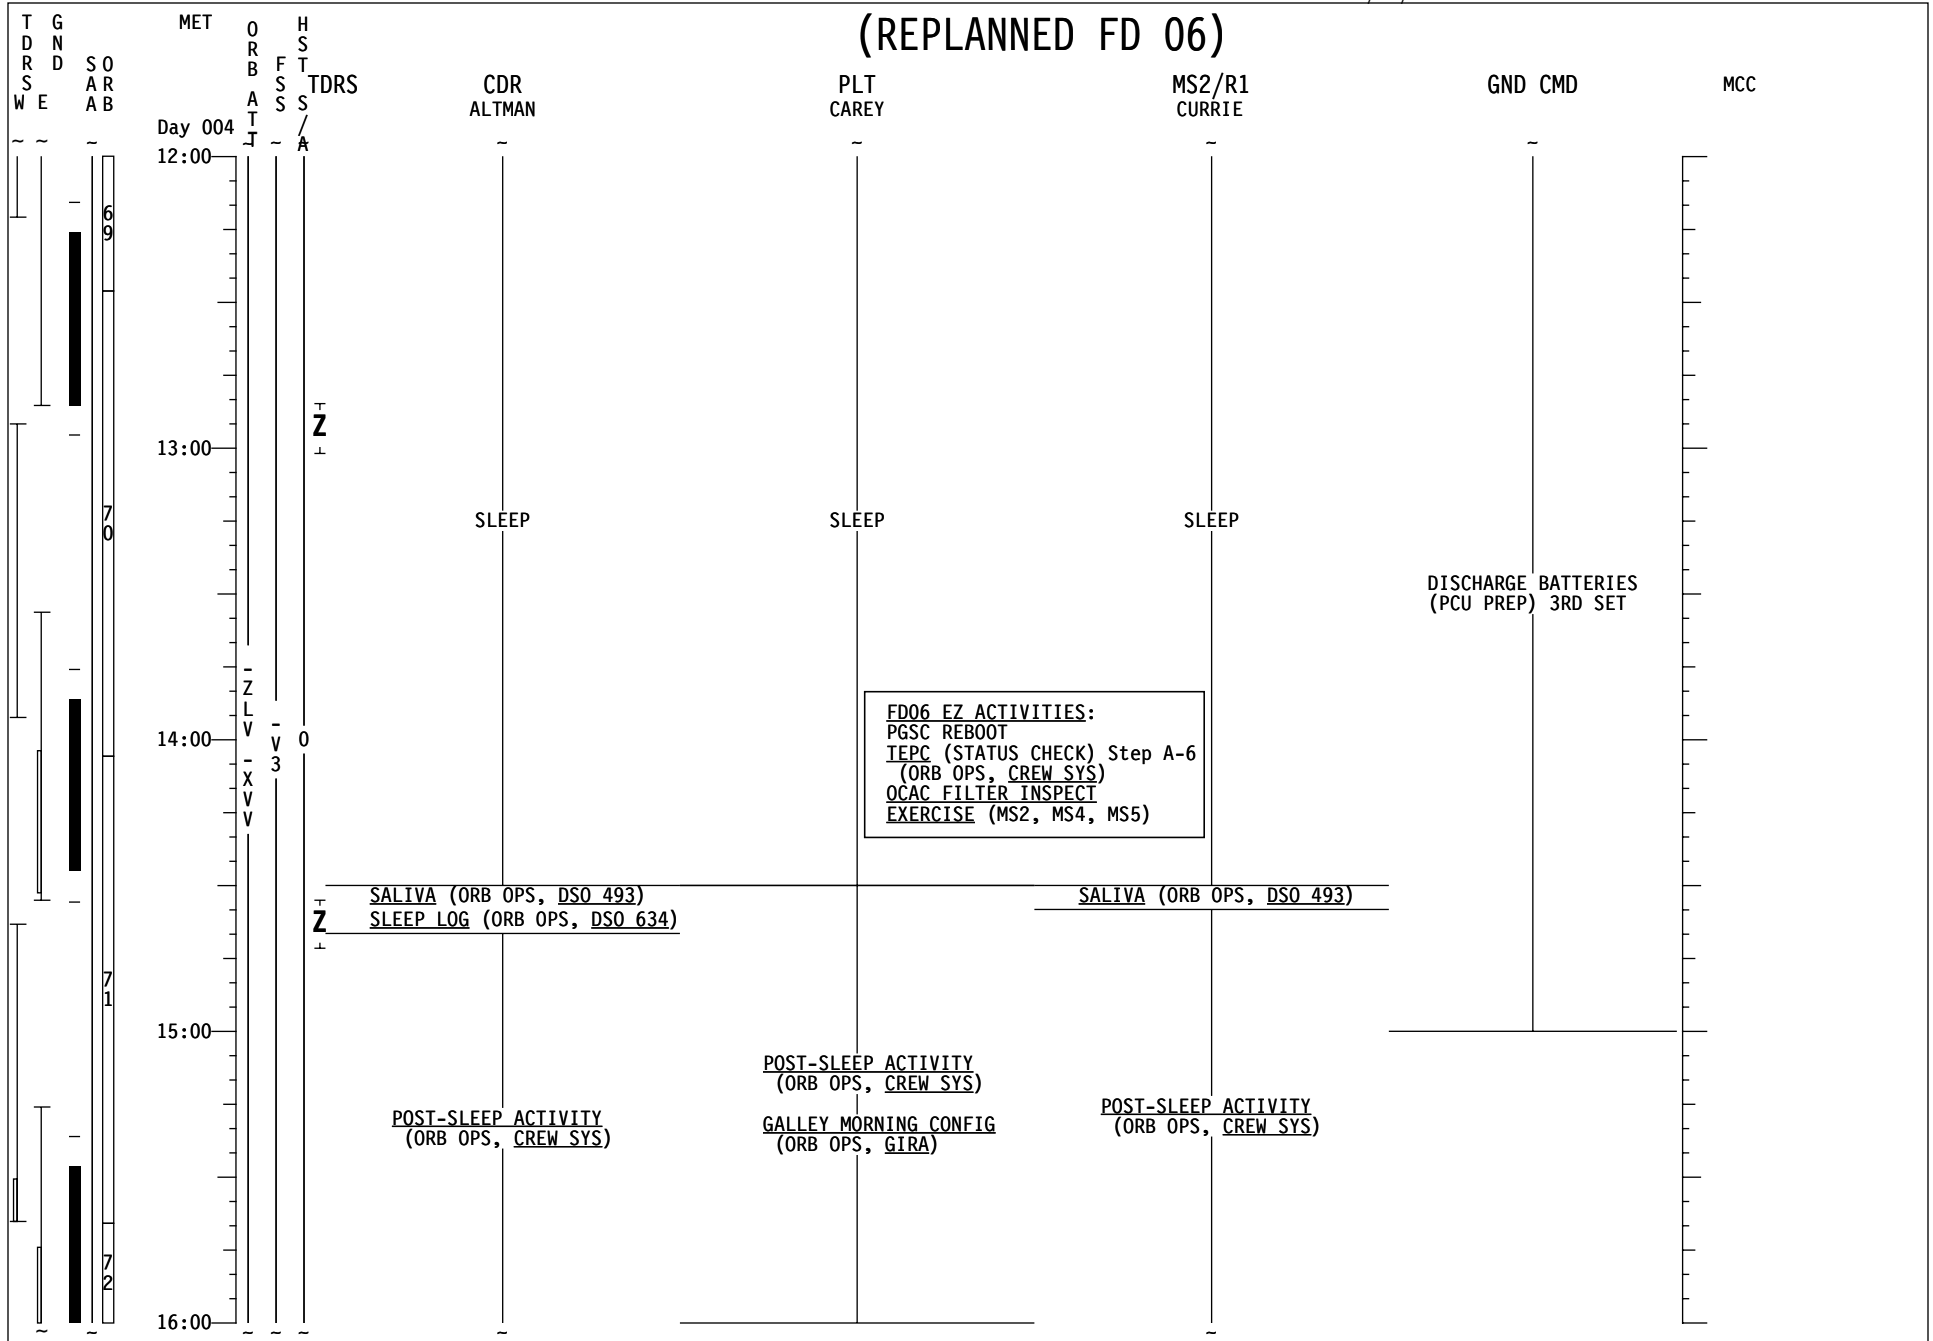 (REPLANNED FD 06)
TDRS
W E
GND
SAA
ORB
MET
ORB ATT
FSS
HST S/A
TDRS
CDR
ALTMAN
PLT
CAREY
MS2/R1
CURRIE
GND CMD
MCC
Day 004
~ ~ ~ ~ ~ ~ ~ ~ ~
12:00
69
Z
13:00
70
SLEEP
SLEEP
SLEEP
DISCHARGE BATTERIES
(PCU PREP) 3RD SET
-ZLV -XVV
-V3
0
14:00
FD06 EZ ACTIVITIES:
PGSC REBOOT
TEPC (STATUS CHECK) Step A-6
(ORB OPS, CREW SYS)
OCAC FILTER INSPECT
EXERCISE (MS2, MS4, MS5)
SALIVA (ORB OPS, DSO 493)
SLEEP LOG (ORB OPS, DSO 634)
SALIVA (ORB OPS, DSO 493)
Z
71
15:00
POST-SLEEP ACTIVITY
(ORB OPS, CREW SYS)
POST-SLEEP ACTIVITY
(ORB OPS, CREW SYS)
GALLEY MORNING CONFIG
(ORB OPS, GIRA)
POST-SLEEP ACTIVITY
(ORB OPS, CREW SYS)
72
16:00
~ ~ ~ ~ ~ ~ ~